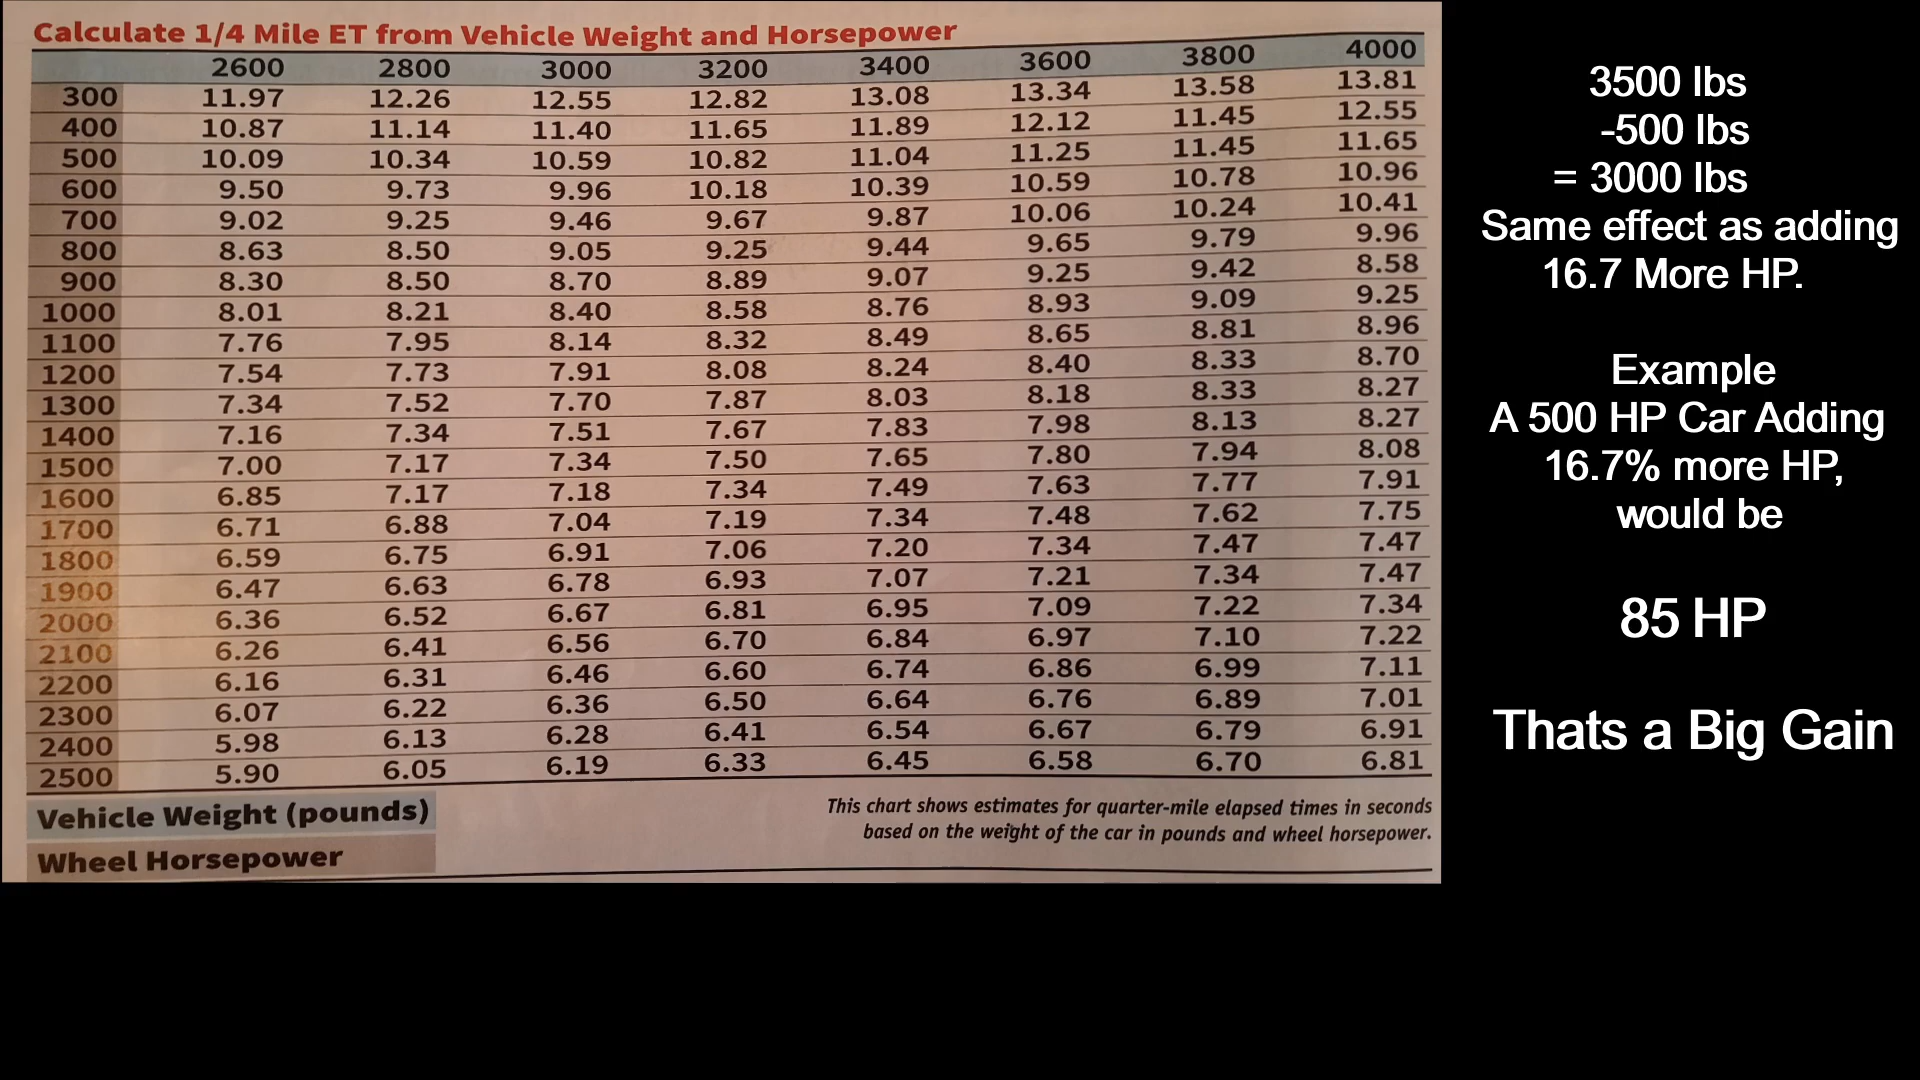 Calculate 1/4 Mile ET from Vehicle Weight and Horsepower
2600 2800 3000 3200 3400 3600 3800 4000
300 11.97 12.26 12.55 12.82 13.08 13.34 13.58 13.81
400 10.87 11.14 11.40 11.65 11.89 12.12 11.45 12.55
500 10.09 10.34 10.59 10.82 11.04 11.25 11.45 11.65
600 9.50 9.73 9.96 10.18 10.39 10.59 10.78 10.96
700 9.02 9.25 9.46 9.67 9.87 10.06 10.24 10.41
800 8.63 8.50 9.05 9.25 9.44 9.65 9.79 9.96
900 8.30 8.50 8.70 8.89 9.07 9.25 9.42 8.58
1000 8.01 8.21 8.40 8.58 8.76 8.93 9.09 9.25
1100 7.76 7.95 8.14 8.32 8.49 8.65 8.81 8.96
1200 7.54 7.73 7.91 8.08 8.24 8.40 8.33 8.70
1300 7.34 7.52 7.70 7.87 8.03 8.18 8.33 8.27
1400 7.16 7.34 7.51 7.67 7.83 7.98 8.13 8.27
1500 7.00 7.17 7.34 7.50 7.65 7.80 7.94 8.08
1600 6.85 7.17 7.18 7.34 7.49 7.63 7.77 7.91
1700 6.71 6.88 7.04 7.19 7.34 7.48 7.62 7.75
1800 6.59 6.75 6.91 7.06 7.20 7.34 7.47 7.47
1900 6.47 6.63 6.78 6.93 7.07 7.21 7.34 7.47
2000 6.36 6.52 6.67 6.81 6.95 7.09 7.22 7.34
2100 6.26 6.41 6.56 6.70 6.84 6.97 7.10 7.22
2200 6.16 6.31 6.46 6.60 6.74 6.86 6.99 7.11
2300 6.07 6.22 6.36 6.50 6.64 6.76 6.89 7.01
2400 5.98 6.13 6.28 6.41 6.54 6.67 6.79 6.91
2500 5.90 6.05 6.19 6.33 6.45 6.58 6.70 6.81
Vehicle Weight (pounds)
Wheel Horsepower
This chart shows estimates for quarter-mile elapsed times in seconds
based on the weight of the car in pounds and wheel horsepower.
3500 lbs
-500 lbs
= 3000 lbs
Same effect as adding
16.7 More HP.
Example
A 500 HP Car Adding
16.7% more HP,
would be
85 HP
Thats a Big Gain